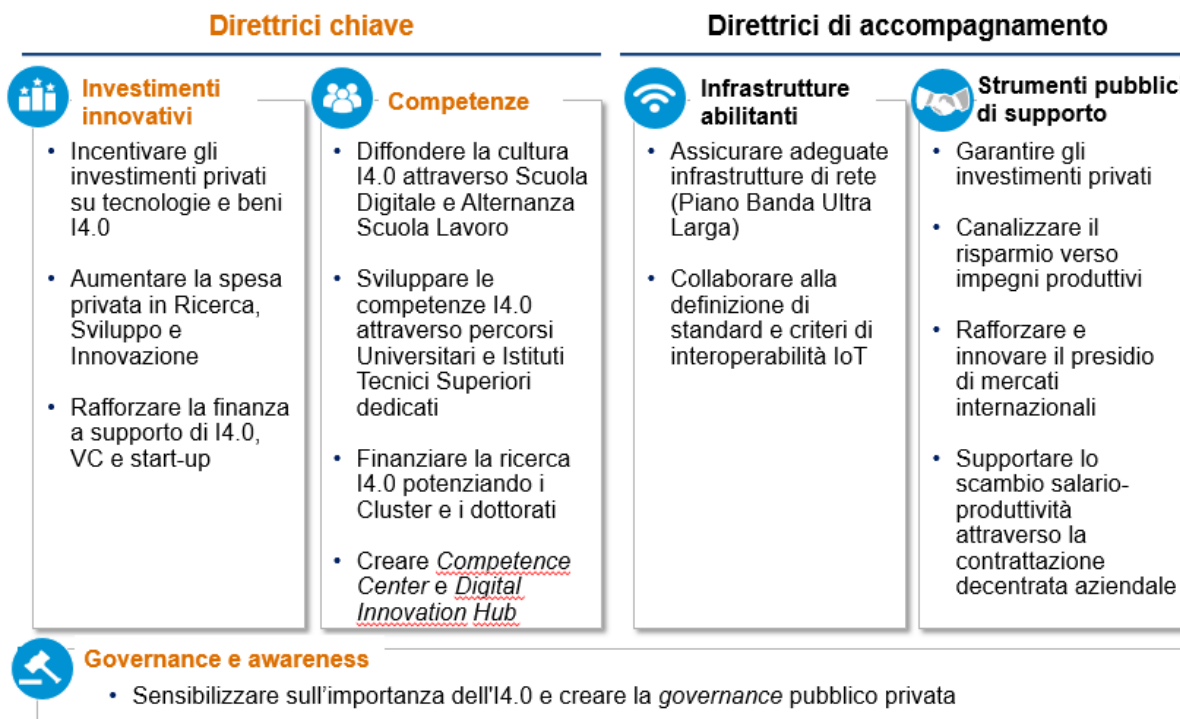 Direttrici chiave
Direttrici di accompagnamento
Investimenti
innovativi
• Incentivare gli
investimenti privati
su tecnologie e beni
I4.0
• Aumentare la spesa
privata in Ricerca,
Sviluppo e
Innovazione
• Rafforzare la finanza
a supporto di I4.0,
VC e start-up
Competenze
• Diffondere la cultura
I4.0 attraverso Scuola
Digitale e Alternanza
Scuola Lavoro
• Sviluppare le
competenze I4.0
attraverso percorsi
Universitari e Istituti
Tecnici Superiori
dedicati
• Finanziare la ricerca
I4.0 potenziando i
Cluster e i dottorati
• Creare Competence
Center e Digital
Innovation Hub
Infrastrutture
abilitanti
• Assicurare adeguate
infrastrutture di rete
(Piano Banda Ultra
Larga)
• Collaborare alla
definizione di
standard e criteri di
interoperabilità IoT
Strumenti pubblici
di supporto
• Garantire gli
investimenti privati
• Canalizzare il
risparmio verso
impegni produttivi
• Rafforzare e
innovare il presidio
di mercati
internazionali
• Supportare lo
scambio salario-
produttività
attraverso la
contrattazione
decentrata aziendale
Governance e awareness
• Sensibilizzare sull’importanza dell'I4.0 e creare la governance pubblico privata